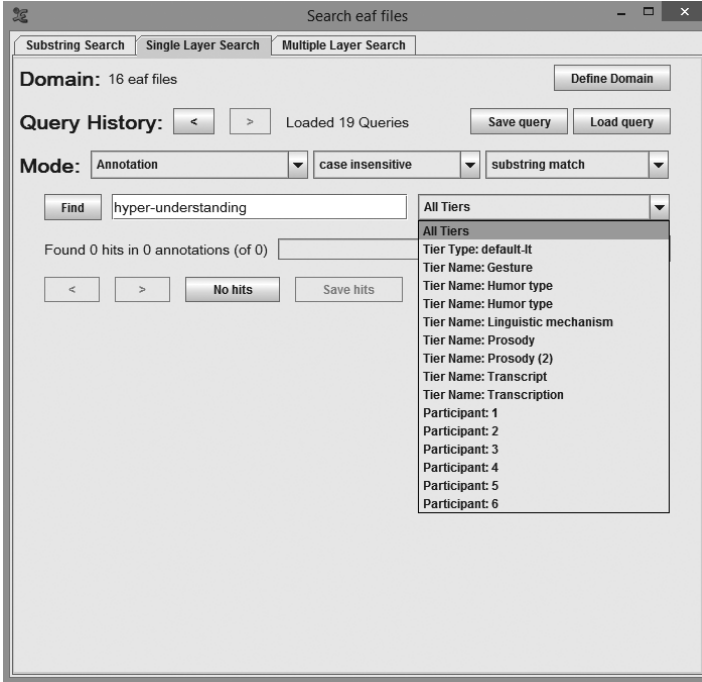 Search eaf files
Substring Search Single Layer Search Multiple Layer Search
Domain: 16 eaf files Define Domain
Query History: < > Loaded 19 Queries Save query Load query
Mode: Annotation case insensitive substring match
Find hyper-understanding All Tiers
Found 0 hits in 0 annotations (of 0)
< > No hits Save hits
All Tiers
Tier Type: default-lt
Tier Name: Gesture
Tier Name: Humor type
Tier Name: Humor type
Tier Name: Linguistic mechanism
Tier Name: Prosody
Tier Name: Prosody (2)
Tier Name: Transcript
Tier Name: Transcription
Participant: 1
Participant: 2
Participant: 3
Participant: 4
Participant: 5
Participant: 6